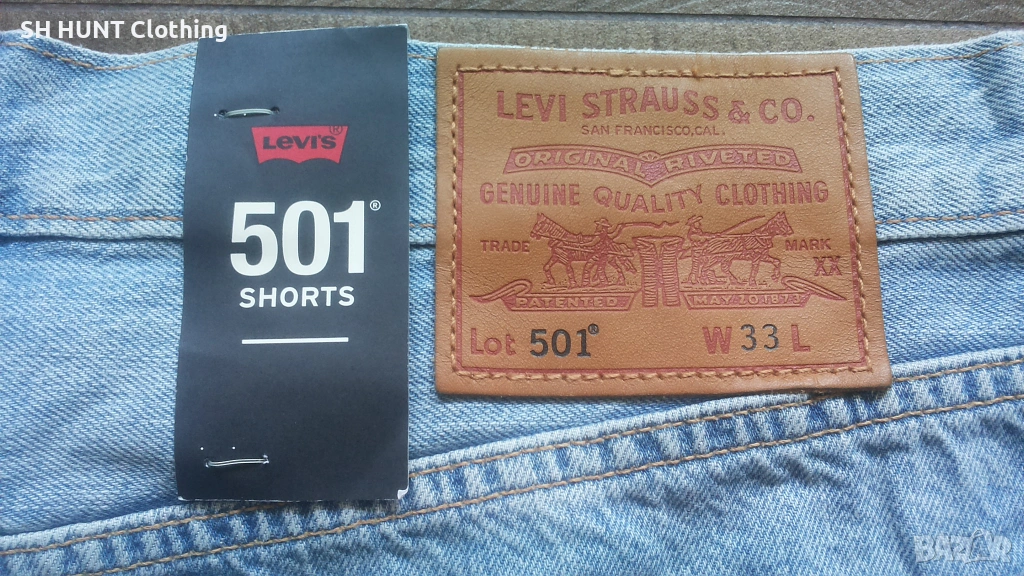 SH HUNT Clothing
LEVI'S®
501®
SHORTS
LEVI STRAUSS & CO.
SAN FRANCISCO, CAL.
ORIGINAL RIVETED
GENUINE QUALITY CLOTHING
TRADE MARK
XX
PATENTED MAY 20 1873
Lot 501® W 33 L
BAZAR